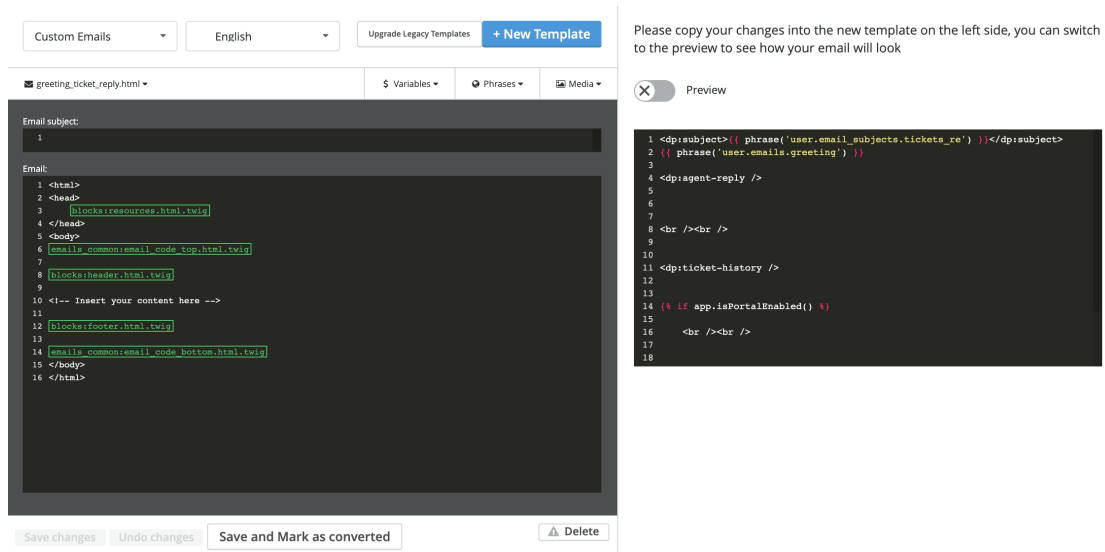 Custom Emails
English
Upgrade Legacy Templates
+ New Template
greeting_ticket_reply.html
$ Variables
Phrases
Media
Email subject:
1
Email:
1 <html>
2 <head>
3 blocks:resources.html.twig
4 </head>
5 <body>
6 emails_common:email_code_top.html.twig
7
8 blocks:header.html.twig
9
10 <!-- Insert your content here -->
11
12 blocks:footer.html.twig
13
14 emails_common:email_code_bottom.html.twig
15 </body>
16 </html>
Save changes
Undo changes
Save and Mark as converted
Delete
Please copy your changes into the new template on the left side, you can switch
to the preview to see how your email will look
Preview
1 <dp:subject>{{ phrase('user.email_subjects.tickets_re') }}</dp:subject>
2 {{ phrase('user.emails.greeting') }}
3
4 <dp:agent-reply />
5
6
7
8 <br /><br />
9
10
11 <dp:ticket-history />
12
13
14 {% if app.isPortalEnabled() %}
15
16 <br /><br />
17
18